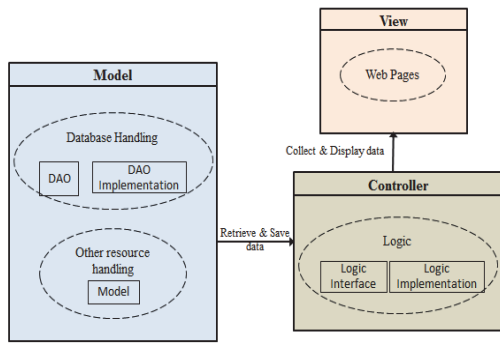 View
Web Pages
Model
Database Handling
DAO
DAO
Implementation
Other resource
handling
Model
Collect & Display data
Retrieve & Save
data
Controller
Logic
Logic
Interface
Logic
Implementation